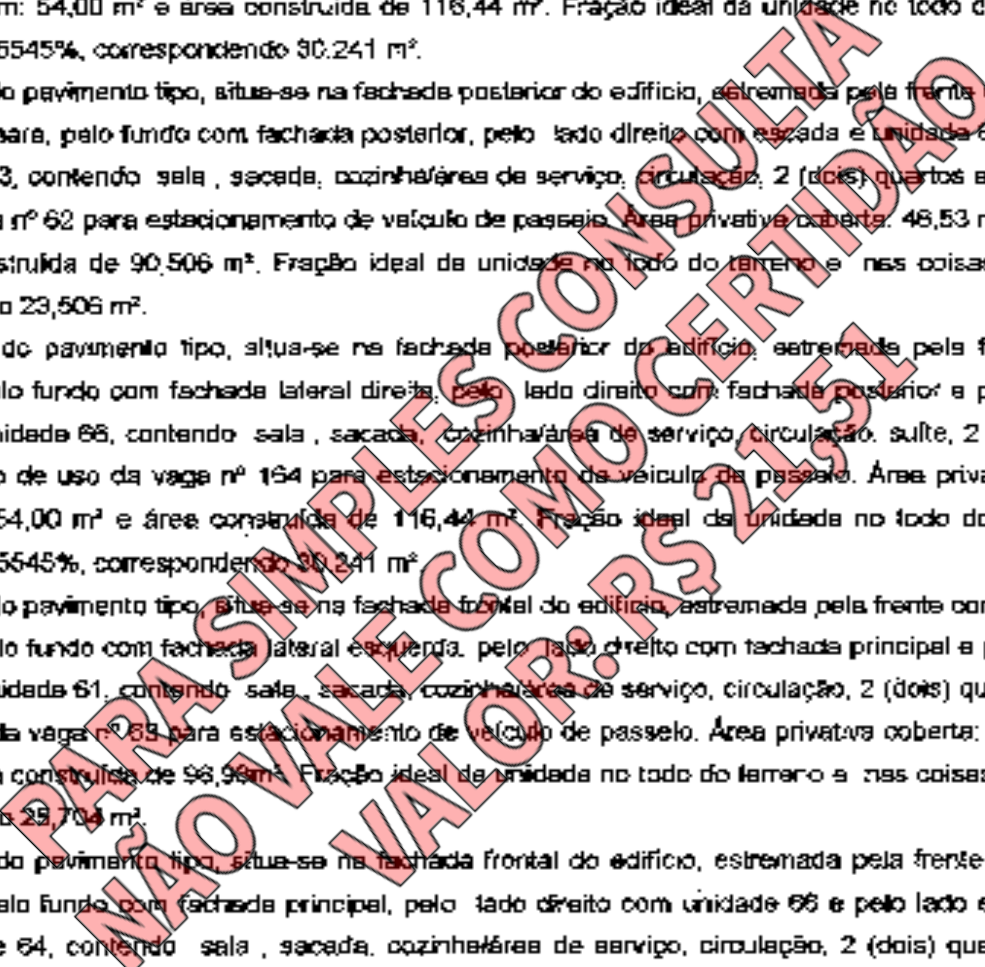 m: 54,00 m² e área construída de 116,44 m². Fração ideal da unidade no todo d
5545%, correspondendo 30.241 m².
o pavimento tipo, situa-se na fachada posterior do edifício, estremada pela frente
sara, pelo fundo com fachada posterior, pelo lado direito com escada e unidade 6
3, contendo sala , sacada, cozinha/área de serviço, circulação, 2 (dois) quartos e
nº 62 para estacionamento de veículo de passeio. Área privativa coberta: 46,53 m
struída de 90,506 m². Fração ideal da unidade no todo do terreno e nas coisas
o 23,506 m².
do pavimento tipo, situa-se na fachada posterior do edifício, estremada pela f
lo fundo com fachada lateral direita, pelo lado direito com fachada posterior e p
nidade 66, contendo sala , sacada, cozinha/área de serviço, circulação, suíte, 2
o de uso da vaga nº 164 para estacionamento de veículo de passeio. Área priva
54,00 m² e área construída de 116,44 m². Fração ideal da unidade no todo do
5545%, correspondendo 30.241 m².
o pavimento tipo, situa-se na fachada frontal do edifício, estremada pela frente com
lo fundo com fachada lateral esquerda, pelo lado direito com fachada principal e p
idade 61, contendo sala , sacada, cozinha/área de serviço, circulação, 2 (dois) qu
da vaga nº 63 para estacionamento de veículo de passeio. Área privativa coberta:
a construída de 98,99m². Fração ideal da unidade no todo do terreno e nas coisas
o 25,704 m².
do pavimento tipo, situa-se na fachada frontal do edifício, estremada pela frente
elo fundo com fachada principal, pelo lado direito com unidade 66 e pelo lado e
e 64, contendo sala , sacada, cozinha/área de serviço, circulação, 2 (dois) qua
PARA SIMPLES CONSULTA
NÃO VALE COMO CERTIDÃO
VALOR: R$ 21,51